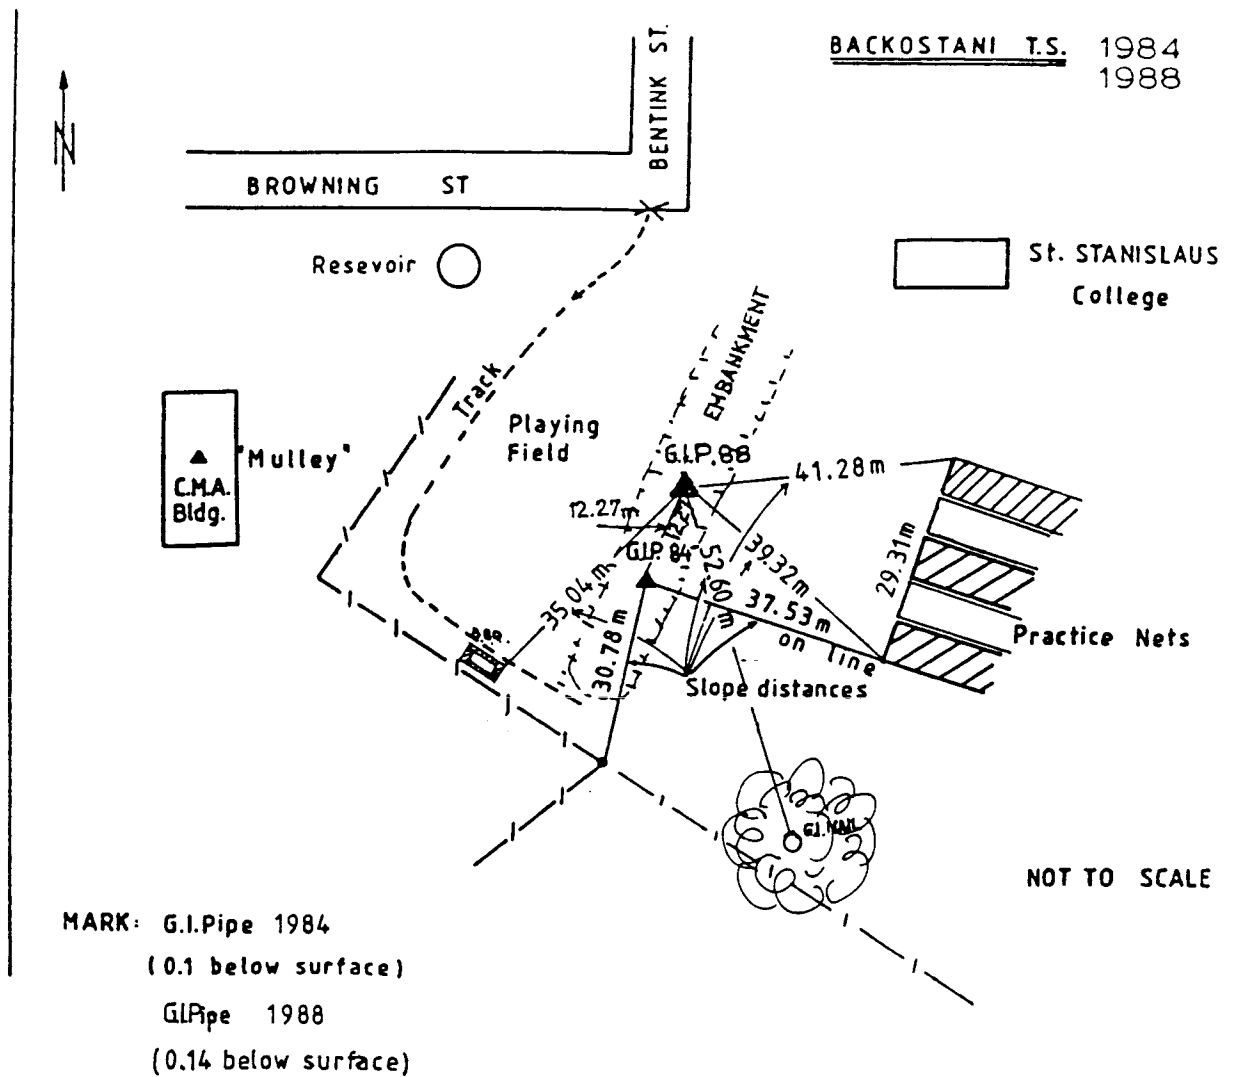 BACKOSTANI T.S. 1984
1988
BENTINK ST.
N
BROWNING ST
Resevoir
St. STANISLAUS
College
EMBANKMENT
Track
Playing
Field
"Mulley"
C.M.A.
Bldg.
G.I.P. 88
41.28m
12.27m
G.I.P. 84
52.60 m
39.32m
29.31m
35.04 m
37.53m
on line
30.78m
Practice Nets
Slope distances
G.I. NAIL
NOT TO SCALE
MARK: G.I.Pipe 1984
(0.1 below surface)
G.I.Pipe 1988
(0.14 below surface)